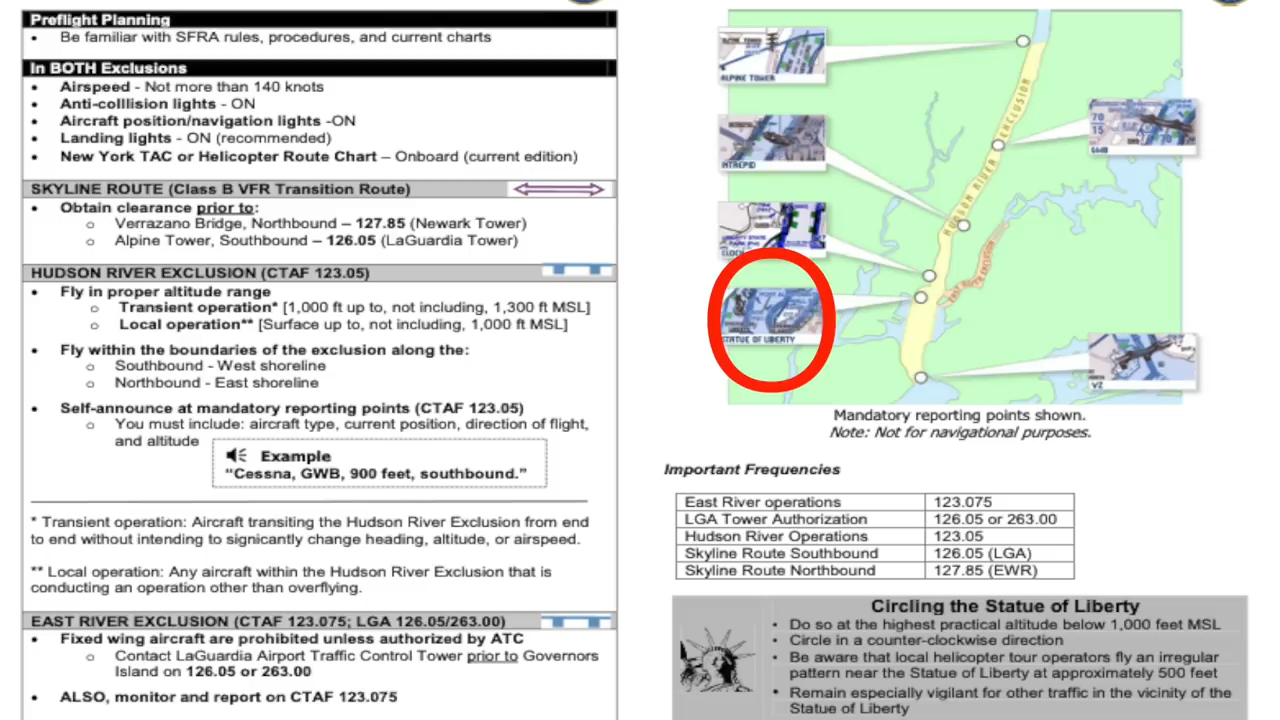 Preflight Planning
• Be familiar with SFRA rules, procedures, and current charts
In BOTH Exclusions
• Airspeed - Not more than 140 knots
• Anti-colllision lights - ON
• Aircraft position/navigation lights -ON
• Landing lights - ON (recommended)
• New York TAC or Helicopter Route Chart – Onboard (current edition)
SKYLINE ROUTE (Class B VFR Transition Route)
• Obtain clearance prior to:
o Verrazano Bridge, Northbound – 127.85 (Newark Tower)
o Alpine Tower, Southbound – 126.05 (LaGuardia Tower)
HUDSON RIVER EXCLUSION (CTAF 123.05)
• Fly in proper altitude range
o Transient operation* [1,000 ft up to, not including, 1,300 ft MSL]
o Local operation** [Surface up to, not including, 1,000 ft MSL]
• Fly within the boundaries of the exclusion along the:
o Southbound - West shoreline
o Northbound - East shoreline
• Self-announce at mandatory reporting points (CTAF 123.05)
o You must include: aircraft type, current position, direction of flight,
and altitude
Example
“Cessna, GWB, 900 feet, southbound.”
* Transient operation: Aircraft transiting the Hudson River Exclusion from end
to end without intending to signicantly change heading, altitude, or airspeed.
** Local operation: Any aircraft within the Hudson River Exclusion that is
conducting an operation other than overflying.
EAST RIVER EXCLUSION (CTAF 123.075; LGA 126.05/263.00)
• Fixed wing aircraft are prohibited unless authorized by ATC
o Contact LaGuardia Airport Traffic Control Tower prior to Governors
Island on 126.05 or 263.00
• ALSO, monitor and report on CTAF 123.075
ALPINE TOWER
INTREPID
CLOCK
STATUE OF LIBERTY
GWB
70
15
VZ
HUDSON RIVER EXCLUSION
EAST RIVER EXCLUSION
Mandatory reporting points shown.
Note: Not for navigational purposes.
Important Frequencies
East River operations 123.075
LGA Tower Authorization 126.05 or 263.00
Hudson River Operations 123.05
Skyline Route Southbound 126.05 (LGA)
Skyline Route Northbound 127.85 (EWR)
Circling the Statue of Liberty
• Do so at the highest practical altitude below 1,000 feet MSL
• Circle in a counter-clockwise direction
• Be aware that local helicopter tour operators fly an irregular
pattern near the Statue of Liberty at approximately 500 feet
• Remain especially vigilant for other traffic in the vicinity of the
Statue of Liberty